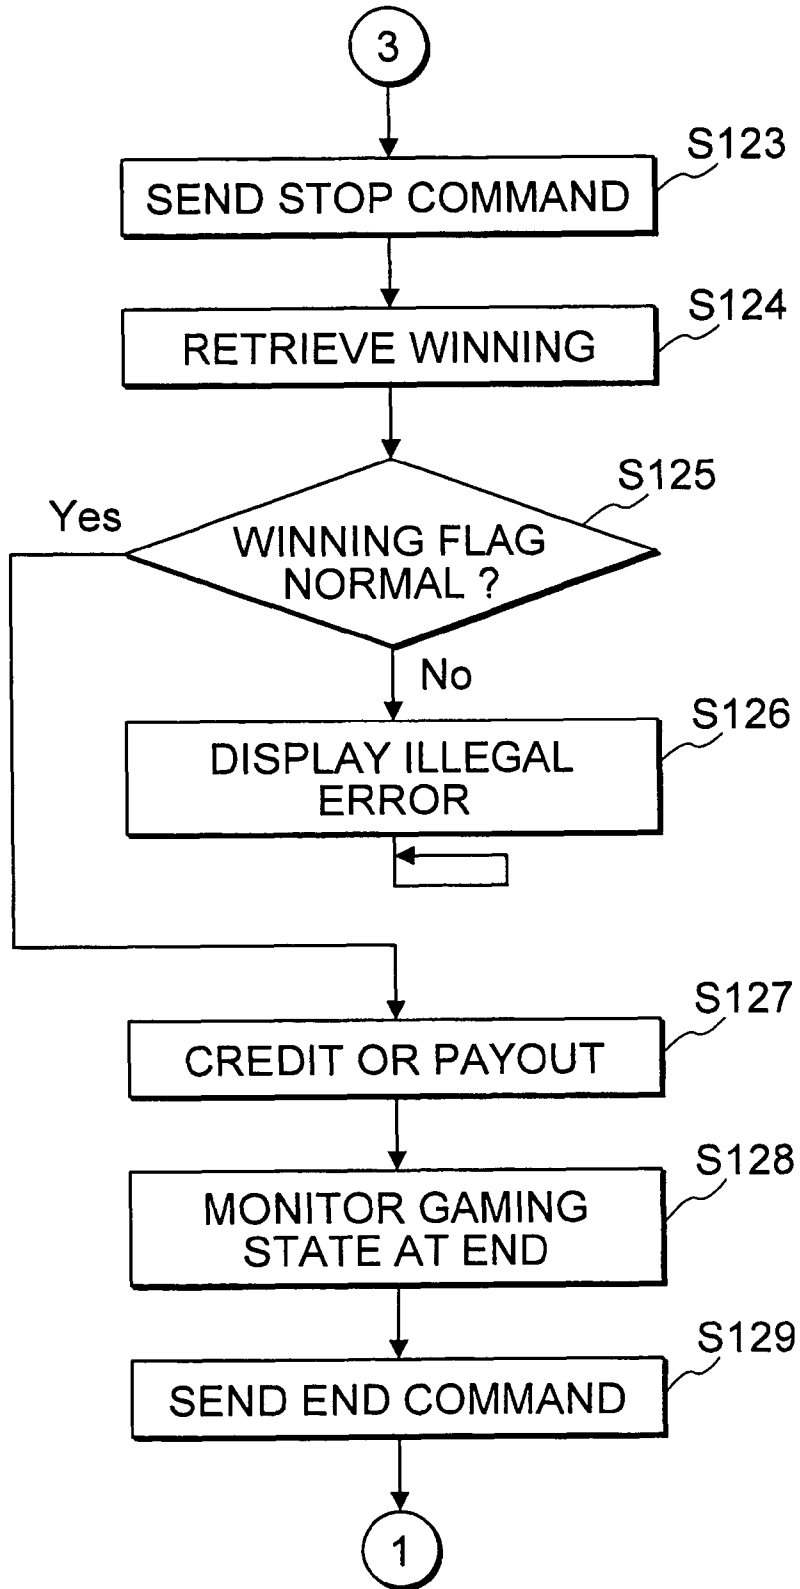 3
S123
SEND STOP COMMAND
S124
RETRIEVE WINNING
S125
Yes
WINNING FLAG
NORMAL ?
No
S126
DISPLAY ILLEGAL
ERROR
S127
CREDIT OR PAYOUT
S128
MONITOR GAMING
STATE AT END
S129
SEND END COMMAND
1